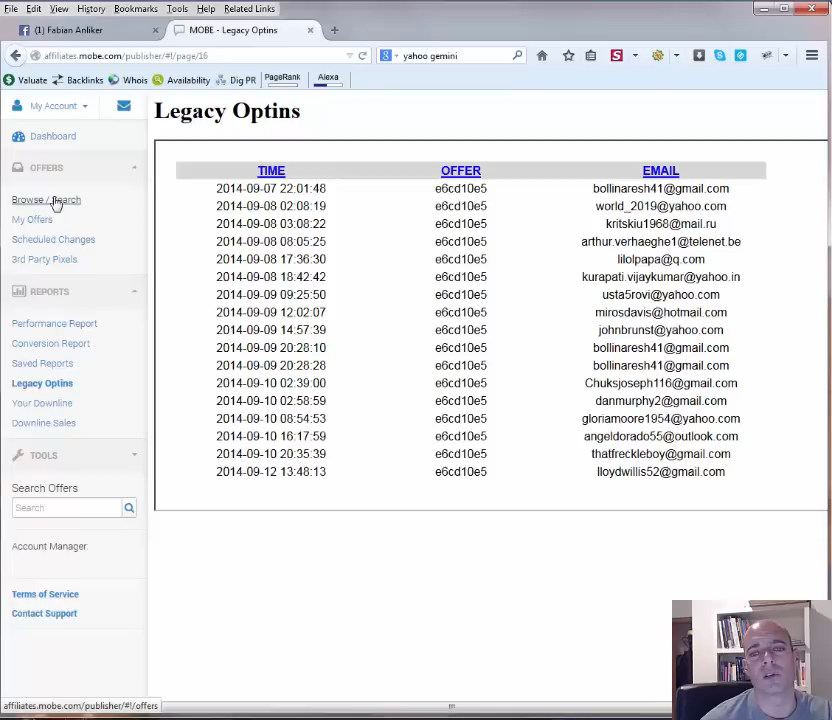 File Edit View History Bookmarks Tools Help Related Links
(1) Fabian Anliker × MOBE - Legacy Optins × +
affiliates.mobe.com/publisher/#!/page/16 yahoo gemini
Valuate Backlinks Whois Availability Dig PR PageRank Alexa
My Account
Dashboard
OFFERS
Browse / Search
My Offers
Scheduled Changes
3rd Party Pixels
REPORTS
Performance Report
Conversion Report
Saved Reports
Legacy Optins
Your Downline
Downline Sales
TOOLS
Search Offers
Search
Account Manager:
Terms of Service
Contact Support
Legacy Optins
TIME OFFER EMAIL
2014-09-07 22:01:48 e6cd10e5 bollinaresh41@gmail.com
2014-09-08 02:08:19 e6cd10e5 world_2019@yahoo.com
2014-09-08 03:08:22 e6cd10e5 kritskiu1968@mail.ru
2014-09-08 08:05:25 e6cd10e5 arthur.verhaeghe1@telenet.be
2014-09-08 17:36:30 e6cd10e5 lilolpapa@q.com
2014-09-08 18:42:42 e6cd10e5 kurapati.vijaykumar@yahoo.in
2014-09-09 09:25:50 e6cd10e5 usta5rovi@yahoo.com
2014-09-09 12:02:07 e6cd10e5 mirosdavis@hotmail.com
2014-09-09 14:57:39 e6cd10e5 johnbrunst@yahoo.com
2014-09-09 20:28:10 e6cd10e5 bollinaresh41@gmail.com
2014-09-09 20:28:28 e6cd10e5 bollinaresh41@gmail.com
2014-09-10 02:39:00 e6cd10e5 Chuksjoseph116@gmail.com
2014-09-10 02:58:59 e6cd10e5 danmurphy2@gmail.com
2014-09-10 08:54:53 e6cd10e5 gloriamoore1954@yahoo.com
2014-09-10 16:17:59 e6cd10e5 angeldorado55@outlook.com
2014-09-10 20:35:39 e6cd10e5 thatfreckleboy@gmail.com
2014-09-12 13:48:13 e6cd10e5 lloydwillis52@gmail.com
affiliates.mobe.com/publisher/#!/offers